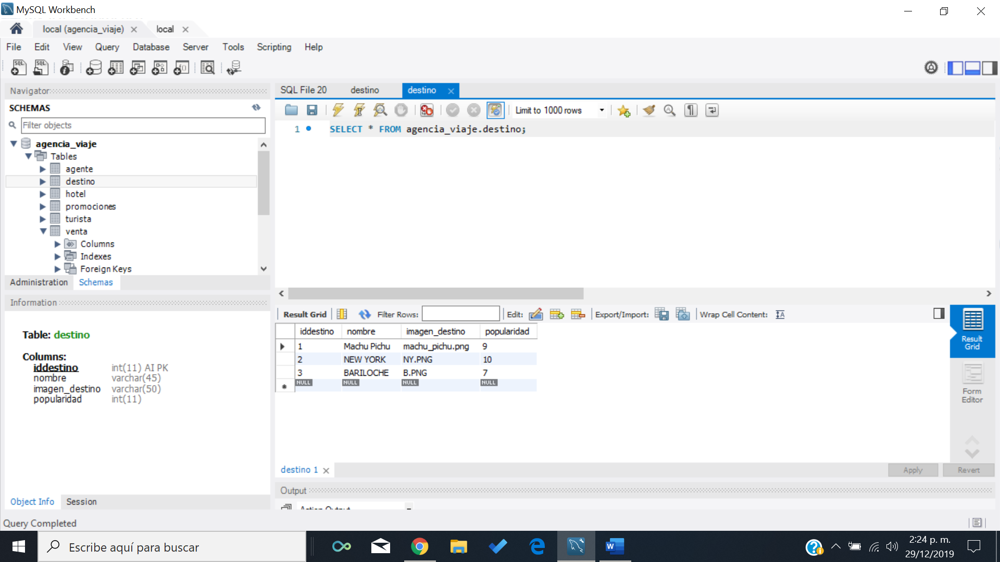 MySQL Workbench
local (agencia_viaje)
local
File Edit View Query Database Server Tools Scripting Help
Navigator
SCHEMAS
Filter objects
agencia_viaje
Tables
agente
destino
hotel
promociones
turista
venta
Columns
Indexes
Foreign Keys
Administration Schemas
Information
Table: destino
Columns:
iddestino int(11) AI PK
nombre varchar(45)
imagen_destino varchar(50)
popularidad int(11)
Object Info Session
Query Completed
SQL File 20 destino destino
Limit to 1000 rows
1 SELECT * FROM agencia_viaje.destino;
Result Grid Filter Rows: Edit: Export/Import: Wrap Cell Content:
iddestino nombre imagen_destino popularidad
1 Machu Pichu machu_pichu.png 9
2 NEW YORK NY.PNG 10
3 BARILOCHE B.PNG 7
NULL NULL NULL NULL
Result
Grid
Form
Editor
destino 1
Apply Revert
Output
Action Output
Escribe aquí para buscar
2:24 p. m.
29/12/2019